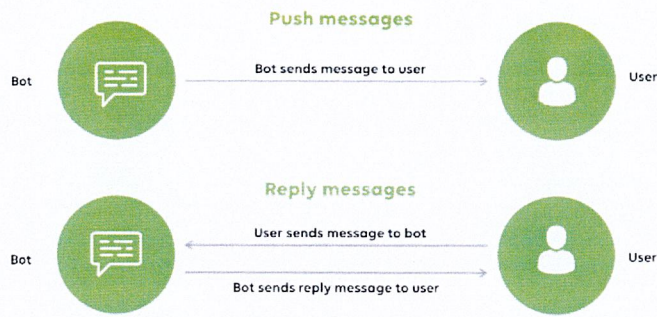 Push messages
Bot
Bot sends message to user
User
Reply messages
User sends message to bot
Bot
User
Bot sends reply message to user